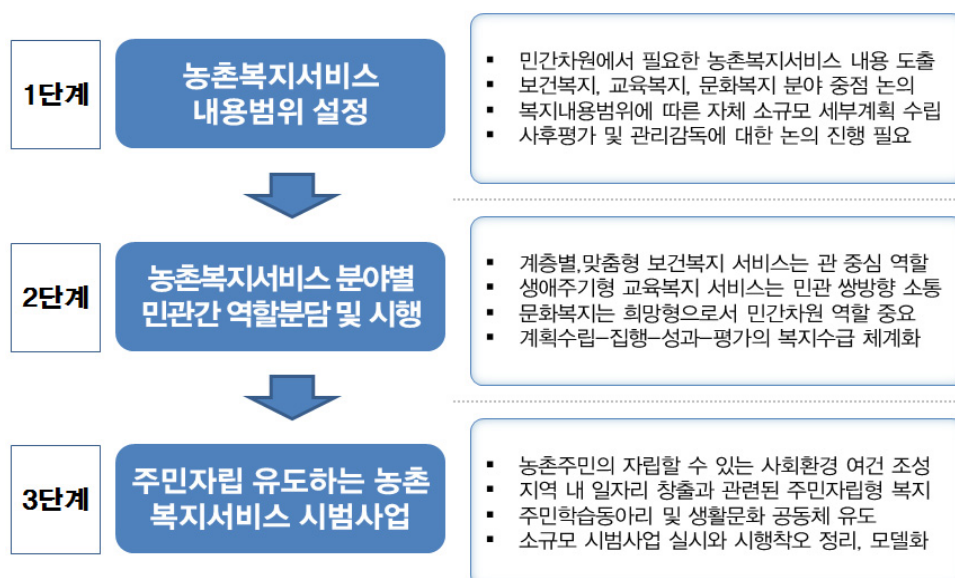 1단계
농촌복지서비스
내용범위 설정
▪ 민간차원에서 필요한 농촌복지서비스 내용 도출
▪ 보건복지, 교육복지, 문화복지 분야 중점 논의
▪ 복지내용범위에 따른 자체 소규모 세부계획 수립
▪ 사후평가 및 관리감독에 대한 논의 진행 필요
2단계
농촌복지서비스 분야별
민관간 역할분담 및 시행
▪ 계층별,맞춤형 보건복지 서비스는 관 중심 역할
▪ 생애주기형 교육복지 서비스는 민관 쌍방향 소통
▪ 문화복지는 희망형으로서 민간차원 역할 중요
▪ 계획수립-집행-성과-평가의 복지수급 체계화
3단계
주민자립 유도하는 농촌
복지서비스 시범사업
▪ 농촌주민의 자립할 수 있는 사회환경 여건 조성
▪ 지역 내 일자리 창출과 관련된 주민자립형 복지
▪ 주민학습동아리 및 생활문화 공동체 유도
▪ 소규모 시범사업 실시와 시행착오 정리, 모델화